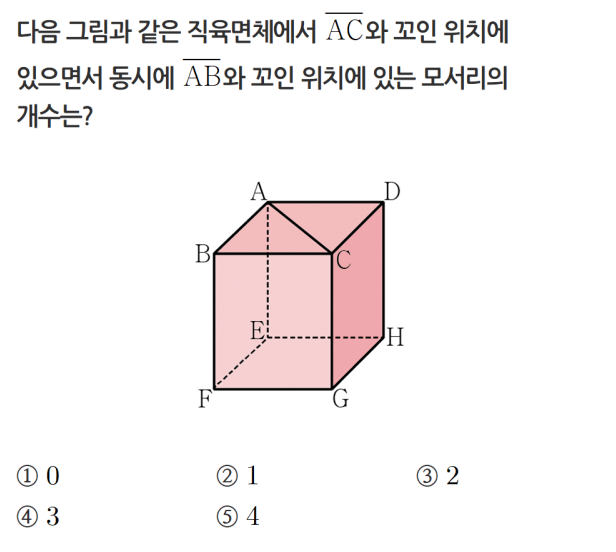 다음 그림과 같은 직육면체에서 $\overline{AC}$와 꼬인 위치에
있으면서 동시에 $\overline{AB}$와 꼬인 위치에 있는 모서리의
개수는?
A D
B C
E H
F G
① 0 ② 1 ③ 2
④ 3 ⑤ 4